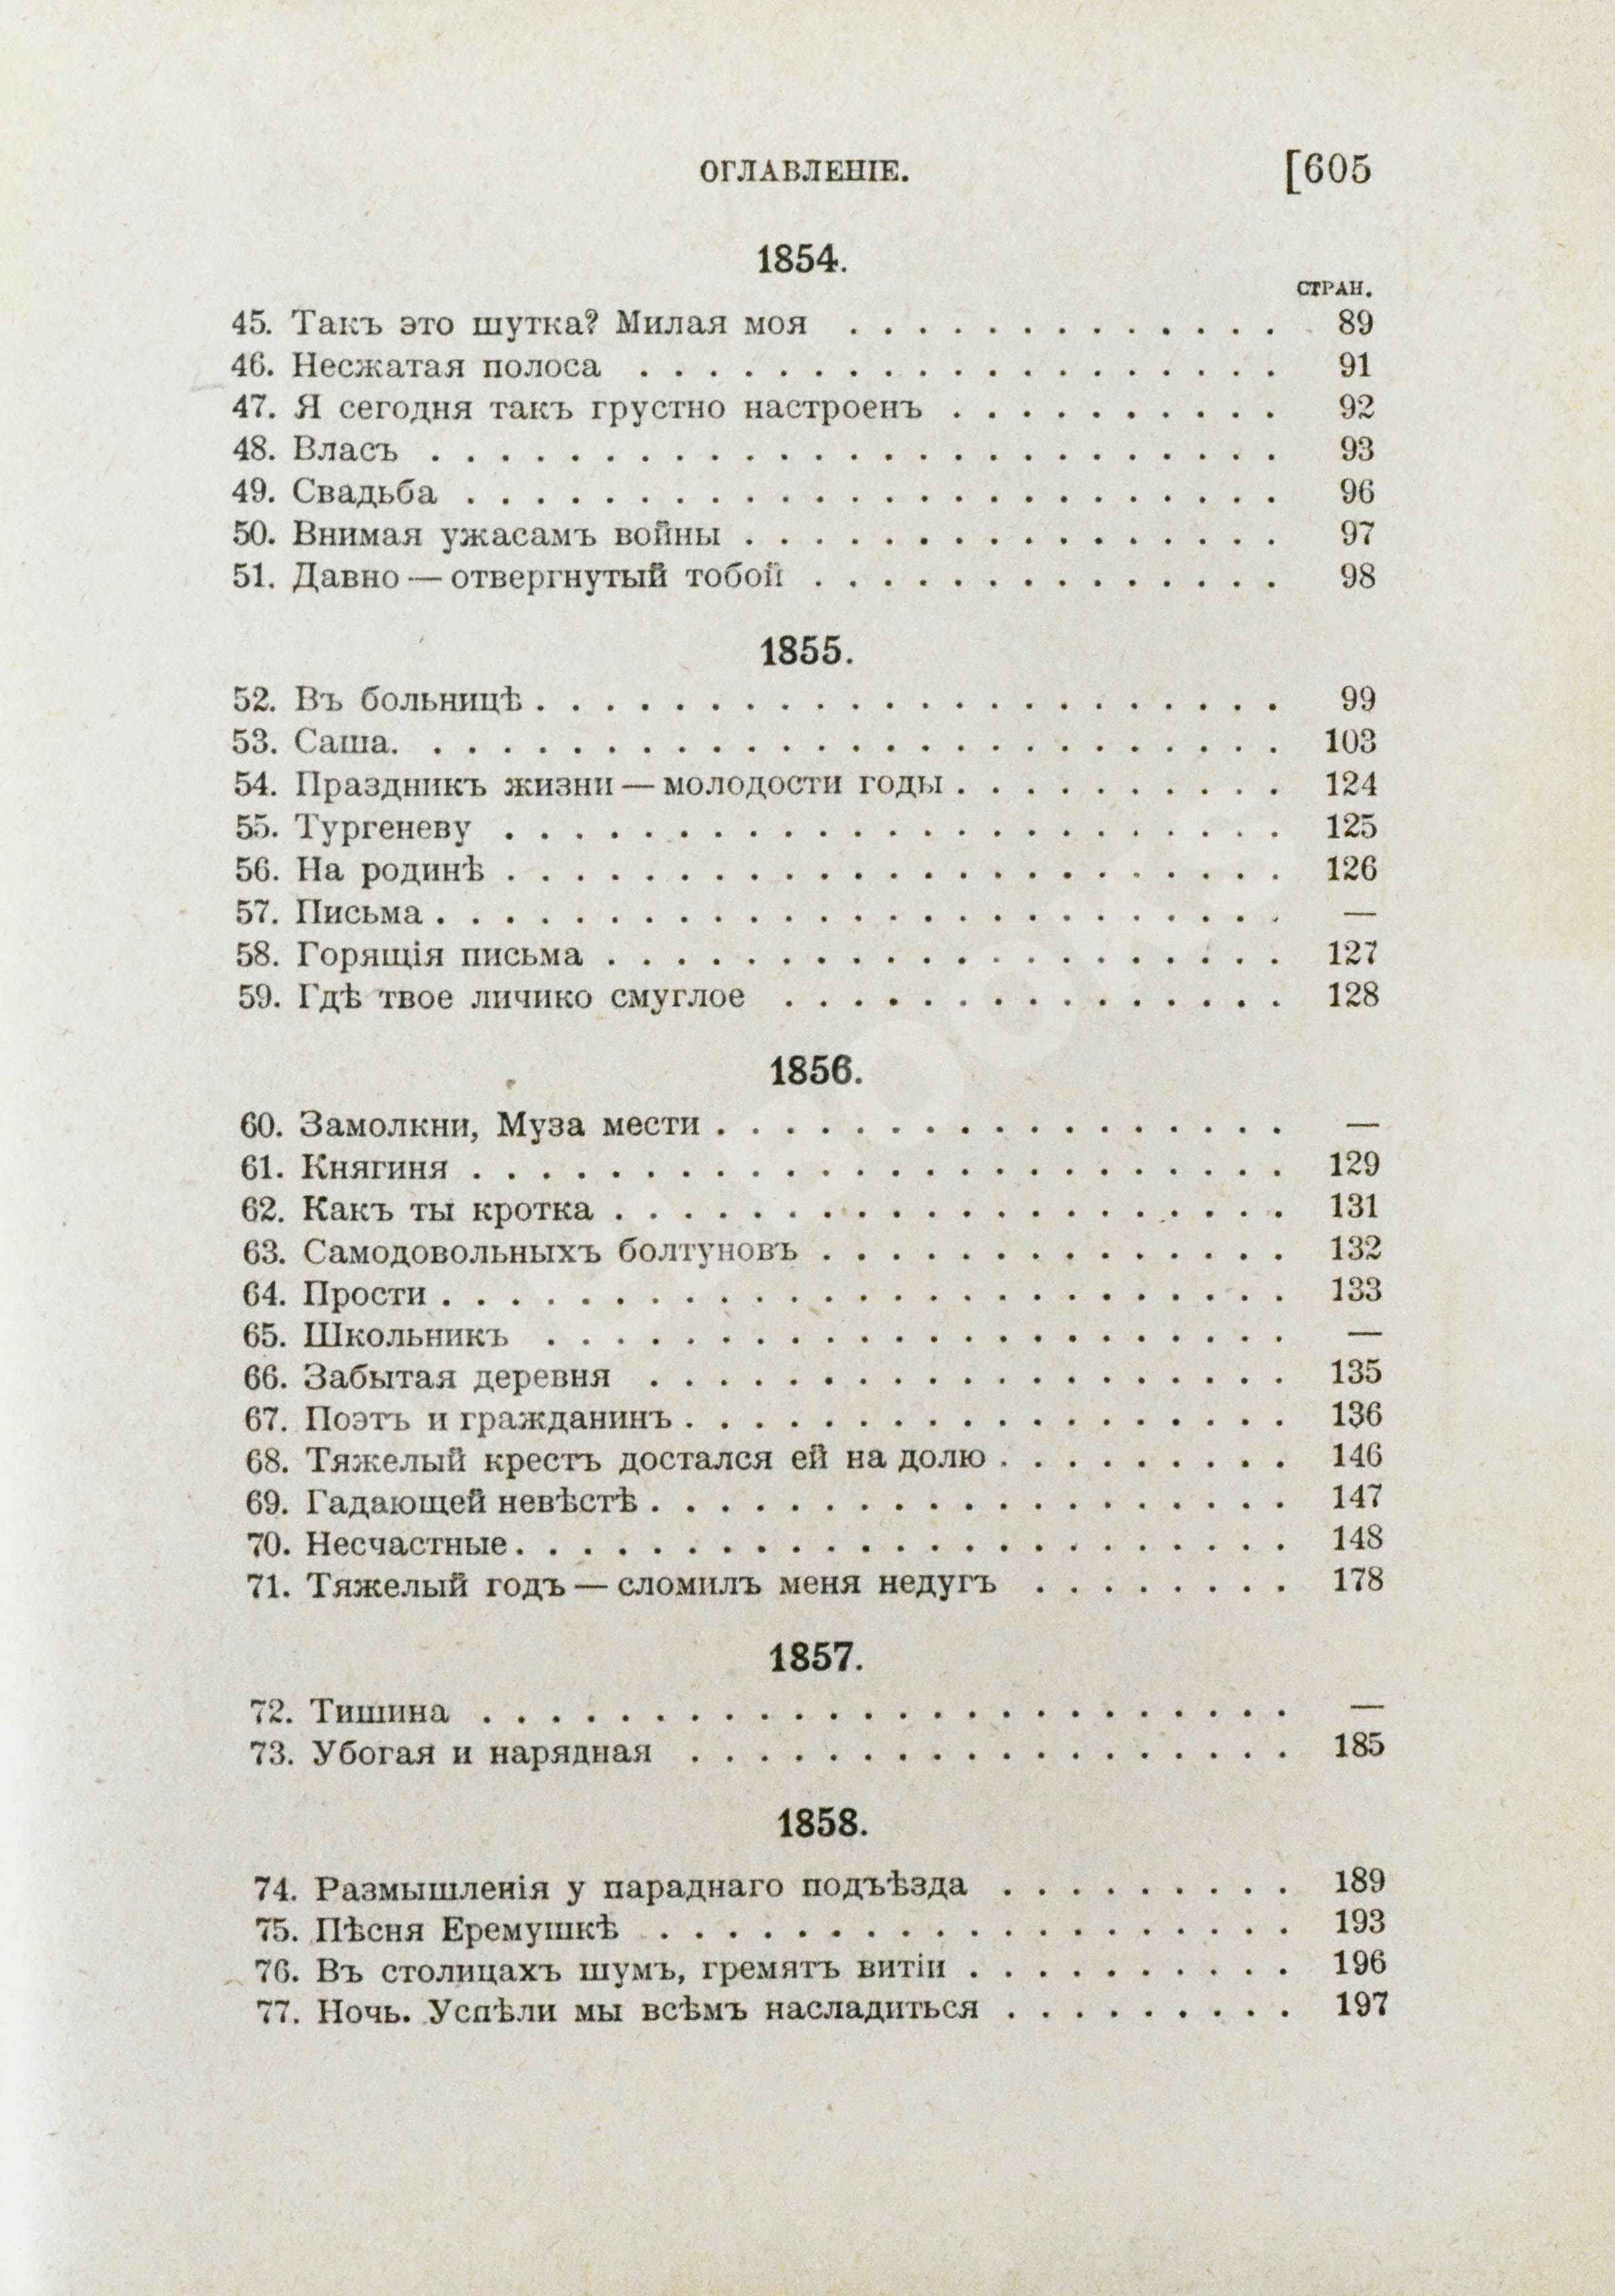 ОГЛАВЛЕНІЕ. [605
1854.
СТРАН.
45. Такъ это шутка? Милая моя . . . . . . . . . . . . . 89
46. Несжатая полоса . . . . . . . . . . . . . . . . . . . 91
47. Я сегодня такъ грустно настроенъ . . . . . . . . . . 92
48. Власъ . . . . . . . . . . . . . . . . . . . . . . . . . 93
49. Свадьба . . . . . . . . . . . . . . . . . . . . . . . . 96
50. Внимая ужасамъ войны . . . . . . . . . . . . . . . . 97
51. Давно — отвергнутый тобой . . . . . . . . . . . . . . 98
1855.
52. Въ больницѣ . . . . . . . . . . . . . . . . . . . . . . 99
53. Саша. . . . . . . . . . . . . . . . . . . . . . . . . . 103
54. Праздникъ жизни — молодости годы . . . . . . . . . . 124
55. Тургеневу . . . . . . . . . . . . . . . . . . . . . . . 125
56. На родинѣ . . . . . . . . . . . . . . . . . . . . . . . 126
57. Письма . . . . . . . . . . . . . . . . . . . . . . . . . —
58. Горящія письма . . . . . . . . . . . . . . . . . . . . 127
59. Гдѣ твое личико смуглое . . . . . . . . . . . . . . . 128
1856.
60. Замолкни, Муза мести . . . . . . . . . . . . . . . . . —
61. Княгиня . . . . . . . . . . . . . . . . . . . . . . . . 129
62. Какъ ты кротка . . . . . . . . . . . . . . . . . . . . 131
63. Самодовольныхъ болтуновъ . . . . . . . . . . . . . . 132
64. Прости . . . . . . . . . . . . . . . . . . . . . . . . . 133
65. Школьникъ . . . . . . . . . . . . . . . . . . . . . . —
66. Забытая деревня . . . . . . . . . . . . . . . . . . . 135
67. Поэтъ и гражданинъ . . . . . . . . . . . . . . . . . . 136
68. Тяжелый крестъ достался ей на долю . . . . . . . . . 146
69. Гадающей невѣстѣ . . . . . . . . . . . . . . . . . . . 147
70. Несчастные . . . . . . . . . . . . . . . . . . . . . . . 148
71. Тяжелый годъ — сломилъ меня недугъ . . . . . . . . 178
1857.
72. Тишина . . . . . . . . . . . . . . . . . . . . . . . . —
73. Убогая и нарядная . . . . . . . . . . . . . . . . . . 185
1858.
74. Размышленія у параднаго подъѣзда . . . . . . . . . 189
75. Пѣсня Еремушкѣ . . . . . . . . . . . . . . . . . . . 193
76. Въ столицахъ шумъ, гремятъ витіи . . . . . . . . . . 196
77. Ночь. Успѣли мы всѣмъ насладиться . . . . . . . . . 197